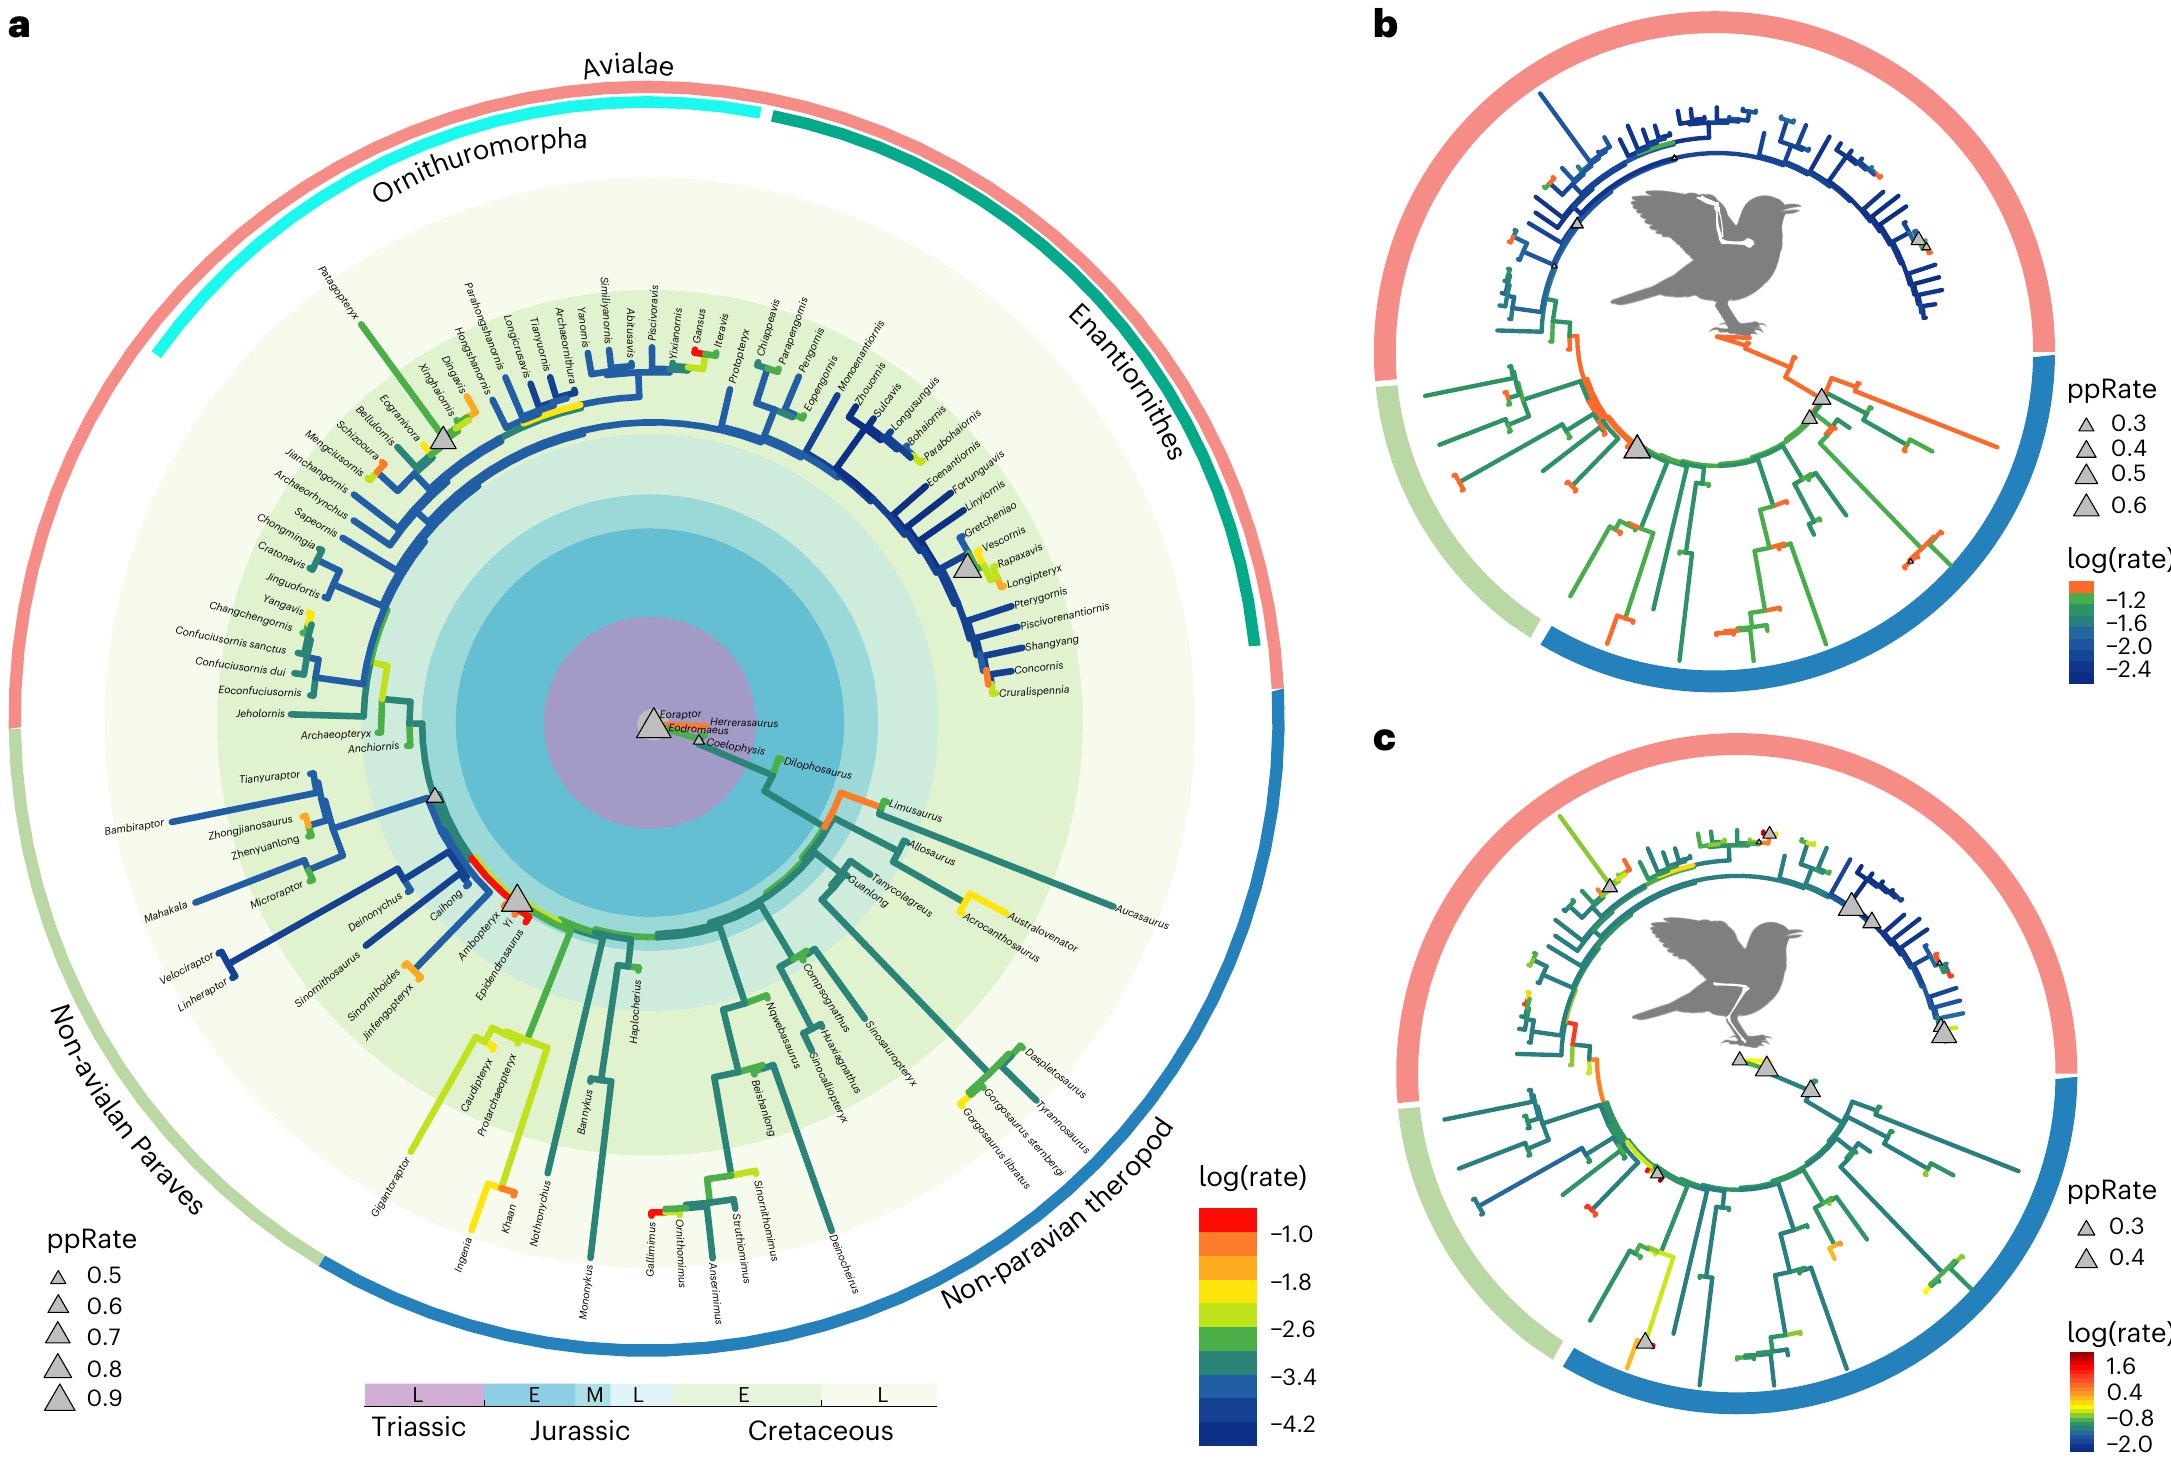 a
Avialae
Ornithuromorpha
Enantiornithes
Patagopteryx
Parahongshanornis
Hongshanornis
Longicrusavis
Tianyuornis
Archaeornithura
Yanornis
Similiyanornis
Abitusavis
Piscivoravis
Yixianornis
Gansus
Iteravis
Dingavis
Xinghaiornis
Eogranivora
Bellulornis
Schizooura
Mengciusornis
Jianchangornis
Archaeorhynchus
Sapeornis
Chongmingia
Cratonavis
Jinguofortis
Yangavis
Changchengornis
Confuciusornis sanctus
Confuciusornis dui
Eoconfuciusornis
Jeholornis
Archaeopteryx
Anchiornis
Protopteryx
Chiappeavis
Parapengornis
Pengornis
Eopengornis
Monoenantiornis
Zhouornis
Sulcavis
Longusunguis
Bohaiornis
Parabohaiornis
Eoenantiornis
Fortunguavis
Linyiornis
Gretcheniao
Vescornis
Rapaxavis
Longipteryx
Pterygornis
Piscivorenantiornis
Shangyang
Concornis
Cruralispennia
Eoraptor
Herrerasaurus
Eodromaeus
Coelophysis
Dilophosaurus
Limusaurus
Aucasaurus
Allosaurus
Australovenator
Acrocanthosaurus
Tanycolagreus
Guanlong
Daspletosaurus
Tyrannosaurus
Gorgosaurus sternbergi
Gorgosaurus libratus
Compsognathus
Sinosauropteryx
Huaxiagnathus
Sinocalliopteryx
Nqwebasaurus
Beishanlong
Deinocheirus
Sinornithomimus
Struthiomimus
Anserimimus
Ornithomimus
Gallimimus
Haplocherius
Bannykus
Mononykus
Nothronychus
Khaan
Ingenia
Protarchaeopteryx
Caudipteryx
Gigantoraptor
Epidendrosaurus
Yi
Ambopteryx
Jinfengopteryx
Sinornithoides
Caihong
Sinornithosaurus
Deinonychus
Linheraptor
Velociraptor
Microraptor
Mahakala
Zhenyuanlong
Zhongjianosaurus
Bambiraptor
Tianyuraptor
Non-avialan Paraves
Non-paravian theropod
ppRate
0.5
0.6
0.7
0.8
0.9
L E M L E L
Triassic Jurassic Cretaceous
log(rate)
−1.0
−1.8
−2.6
−3.4
−4.2
b
ppRate
0.3
0.4
0.5
0.6
log(rate)
−1.2
−1.6
−2.0
−2.4
c
ppRate
0.3
0.4
log(rate)
1.6
0.4
−0.8
−2.0